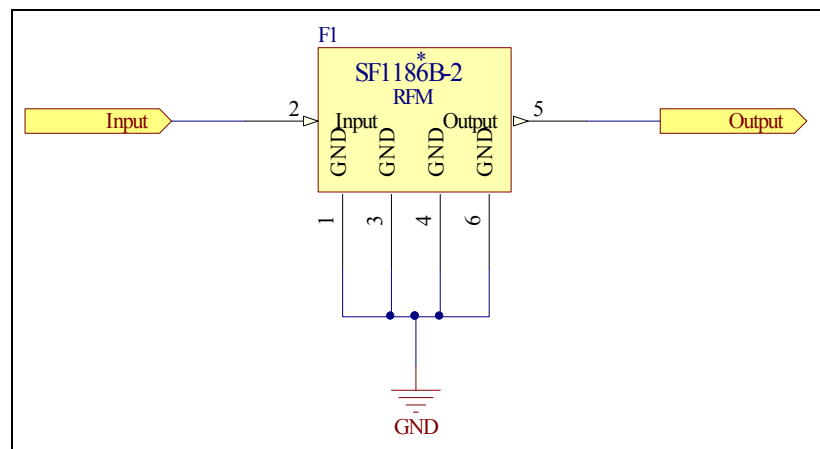 F1
*
SF1186B-2
RFM
Input
2
Input
Output
5
Output
GND
GND
GND
GND
1
3
4
6
GND